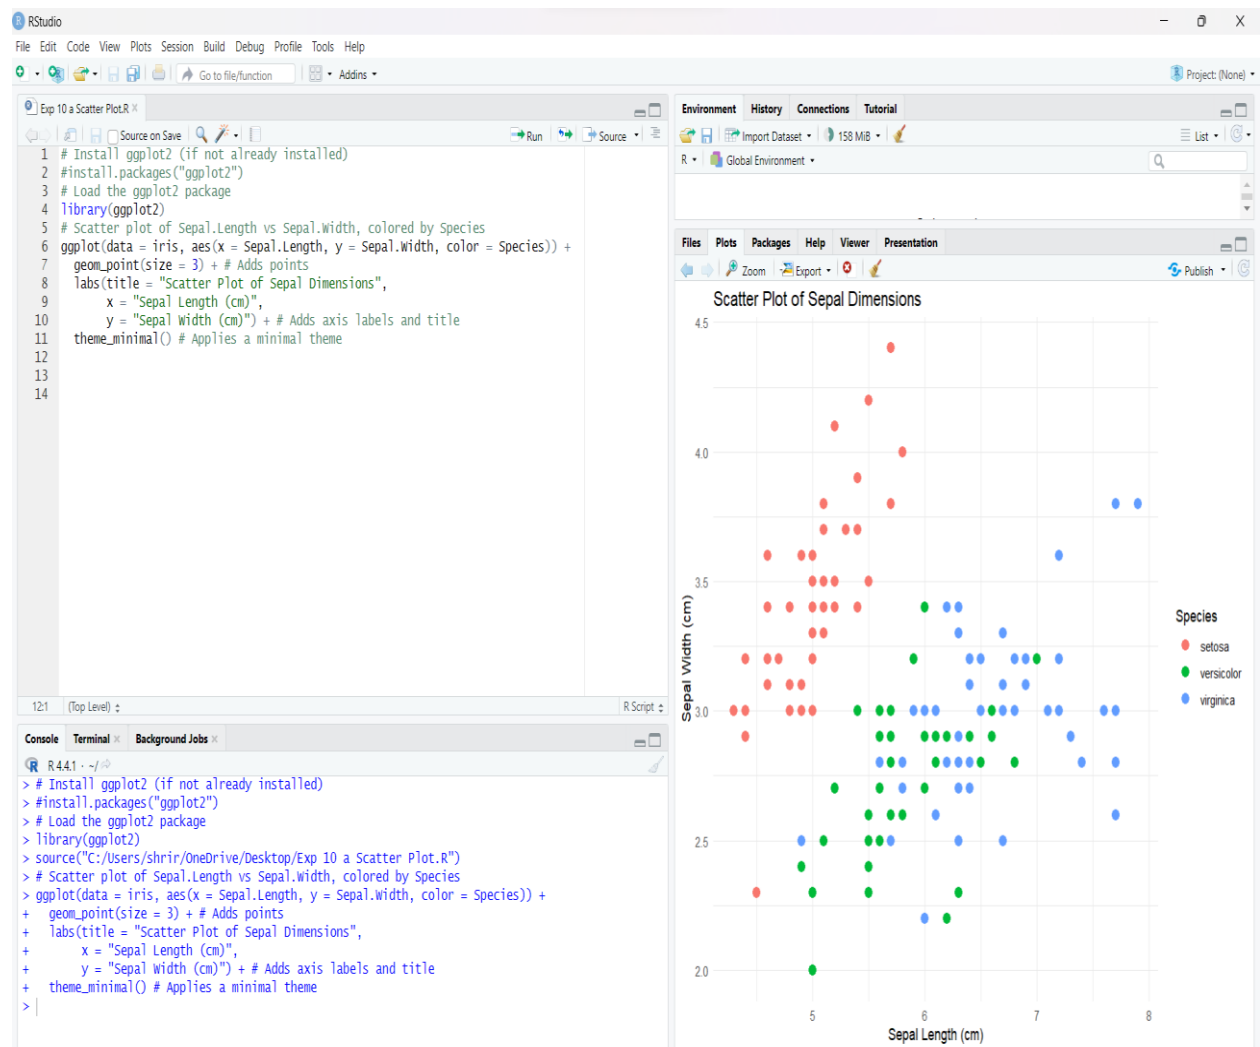 RStudio
File Edit Code View Plots Session Build Debug Profile Tools Help
Go to file/function Addins Project: (None)
Exp 10 a Scatter Plot.R
Source on Save Run Source
1 # Install ggplot2 (if not already installed)
2 #install.packages("ggplot2")
3 # Load the ggplot2 package
4 library(ggplot2)
5 # Scatter plot of Sepal.Length vs Sepal.Width, colored by Species
6 ggplot(data = iris, aes(x = Sepal.Length, y = Sepal.Width, color = Species)) +
7 geom_point(size = 3) + # Adds points
8 labs(title = "Scatter Plot of Sepal Dimensions",
9 x = "Sepal Length (cm)",
10 y = "Sepal Width (cm)") + # Adds axis labels and title
11 theme_minimal() # Applies a minimal theme
12
13
14
12:1 (Top Level) R Script
Console Terminal Background Jobs
R 4.4.1 · ~/
> # Install ggplot2 (if not already installed)
> #install.packages("ggplot2")
> # Load the ggplot2 package
> library(ggplot2)
> source("C:/Users/shrir/OneDrive/Desktop/Exp 10 a Scatter Plot.R")
> # Scatter plot of Sepal.Length vs Sepal.Width, colored by Species
> ggplot(data = iris, aes(x = Sepal.Length, y = Sepal.Width, color = Species)) +
+ geom_point(size = 3) + # Adds points
+ labs(title = "Scatter Plot of Sepal Dimensions",
+ x = "Sepal Length (cm)",
+ y = "Sepal Width (cm)") + # Adds axis labels and title
+ theme_minimal() # Applies a minimal theme
>
Environment History Connections Tutorial
Import Dataset 158 MiB List
R Global Environment
Files Plots Packages Help Viewer Presentation
Zoom Export Publish
Scatter Plot of Sepal Dimensions
4.5
4.0
3.5
3.0
2.5
2.0
Sepal Width (cm)
5 6 7 8
Sepal Length (cm)
Species
setosa
versicolor
virginica